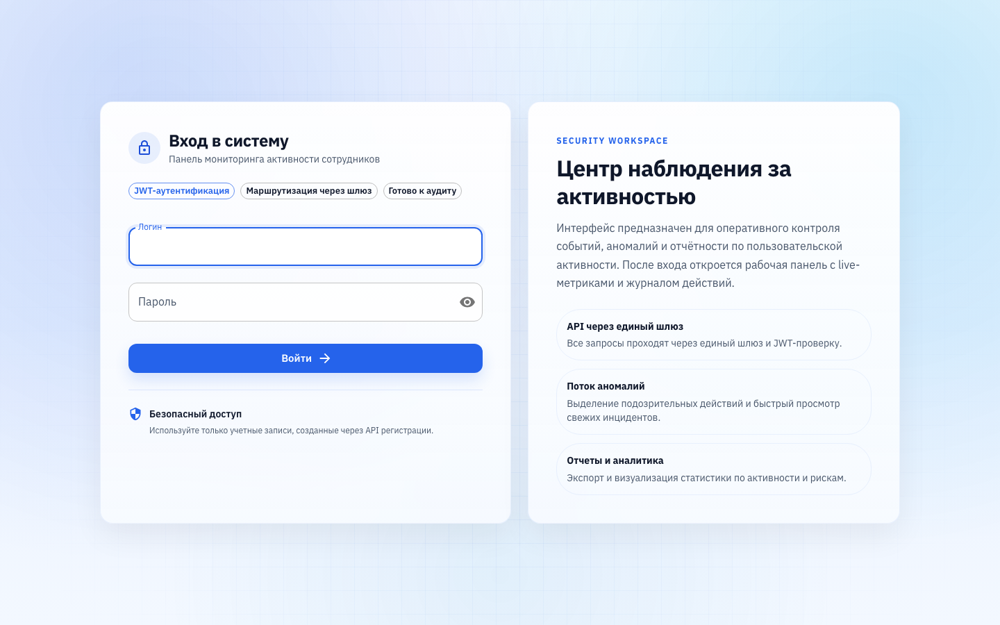 Вход в систему
Панель мониторинга активности сотрудников
JWT-аутентификация
Маршрутизация через шлюз
Готово к аудиту
Логин
Пароль
Войти
Безопасный доступ
Используйте только учетные записи, созданные через API регистрации.
SECURITY WORKSPACE
Центр наблюдения за
активностью
Интерфейс предназначен для оперативного контроля
событий, аномалий и отчётности по пользовательской
активности. После входа откроется рабочая панель с live-
метриками и журналом действий.
API через единый шлюз
Все запросы проходят через единый шлюз и JWT-проверку.
Поток аномалий
Выделение подозрительных действий и быстрый просмотр
свежих инцидентов.
Отчеты и аналитика
Экспорт и визуализация статистики по активности и рискам.